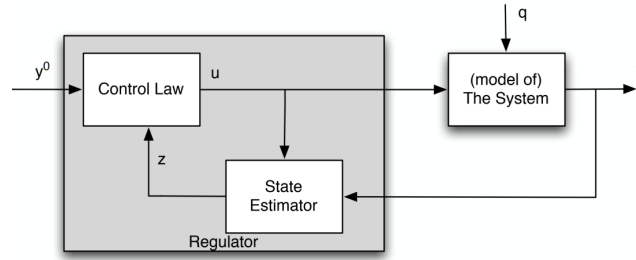 q
y⁰
Control Law
u
(model of)
The System
z
State
Estimator
Regulator